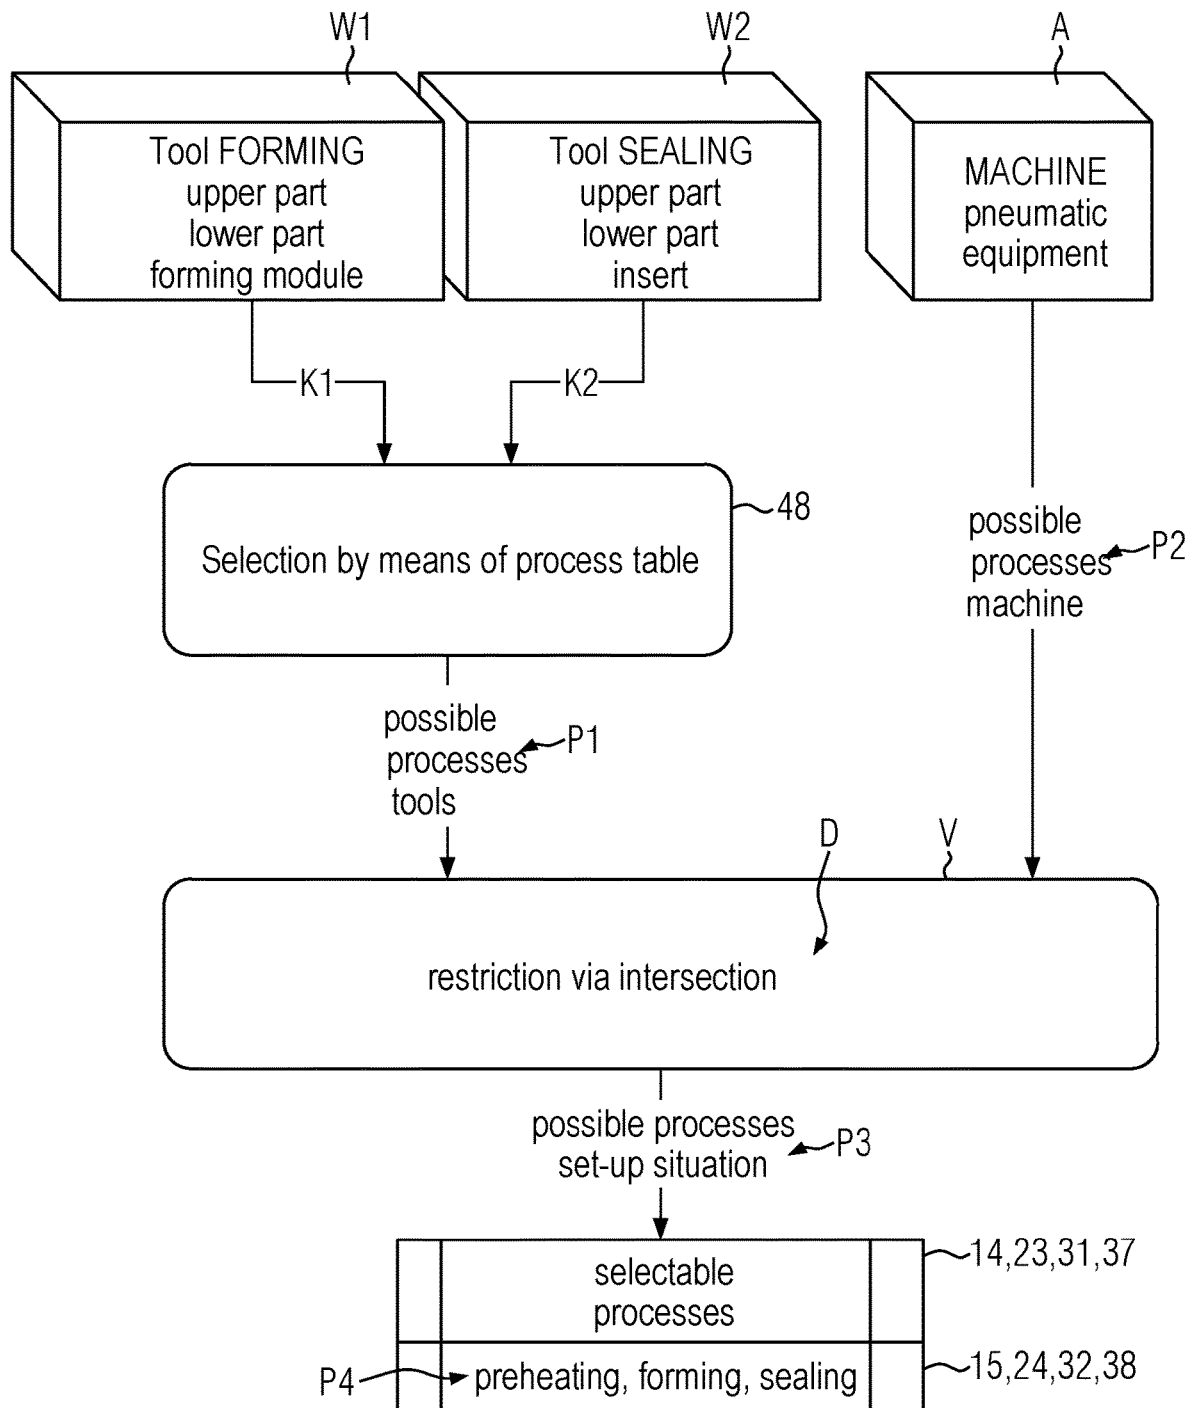 W1
W2
A
Tool FORMING
upper part
lower part
forming module
Tool SEALING
upper part
lower part
insert
MACHINE
pneumatic
equipment
K1
K2
48
Selection by means of process table
possible
processes
machine
P2
possible
processes
tools
P1
D
V
restriction via intersection
possible processes
set-up situation
P3
selectable
processes
14,23,31,37
P4
preheating, forming, sealing
15,24,32,38